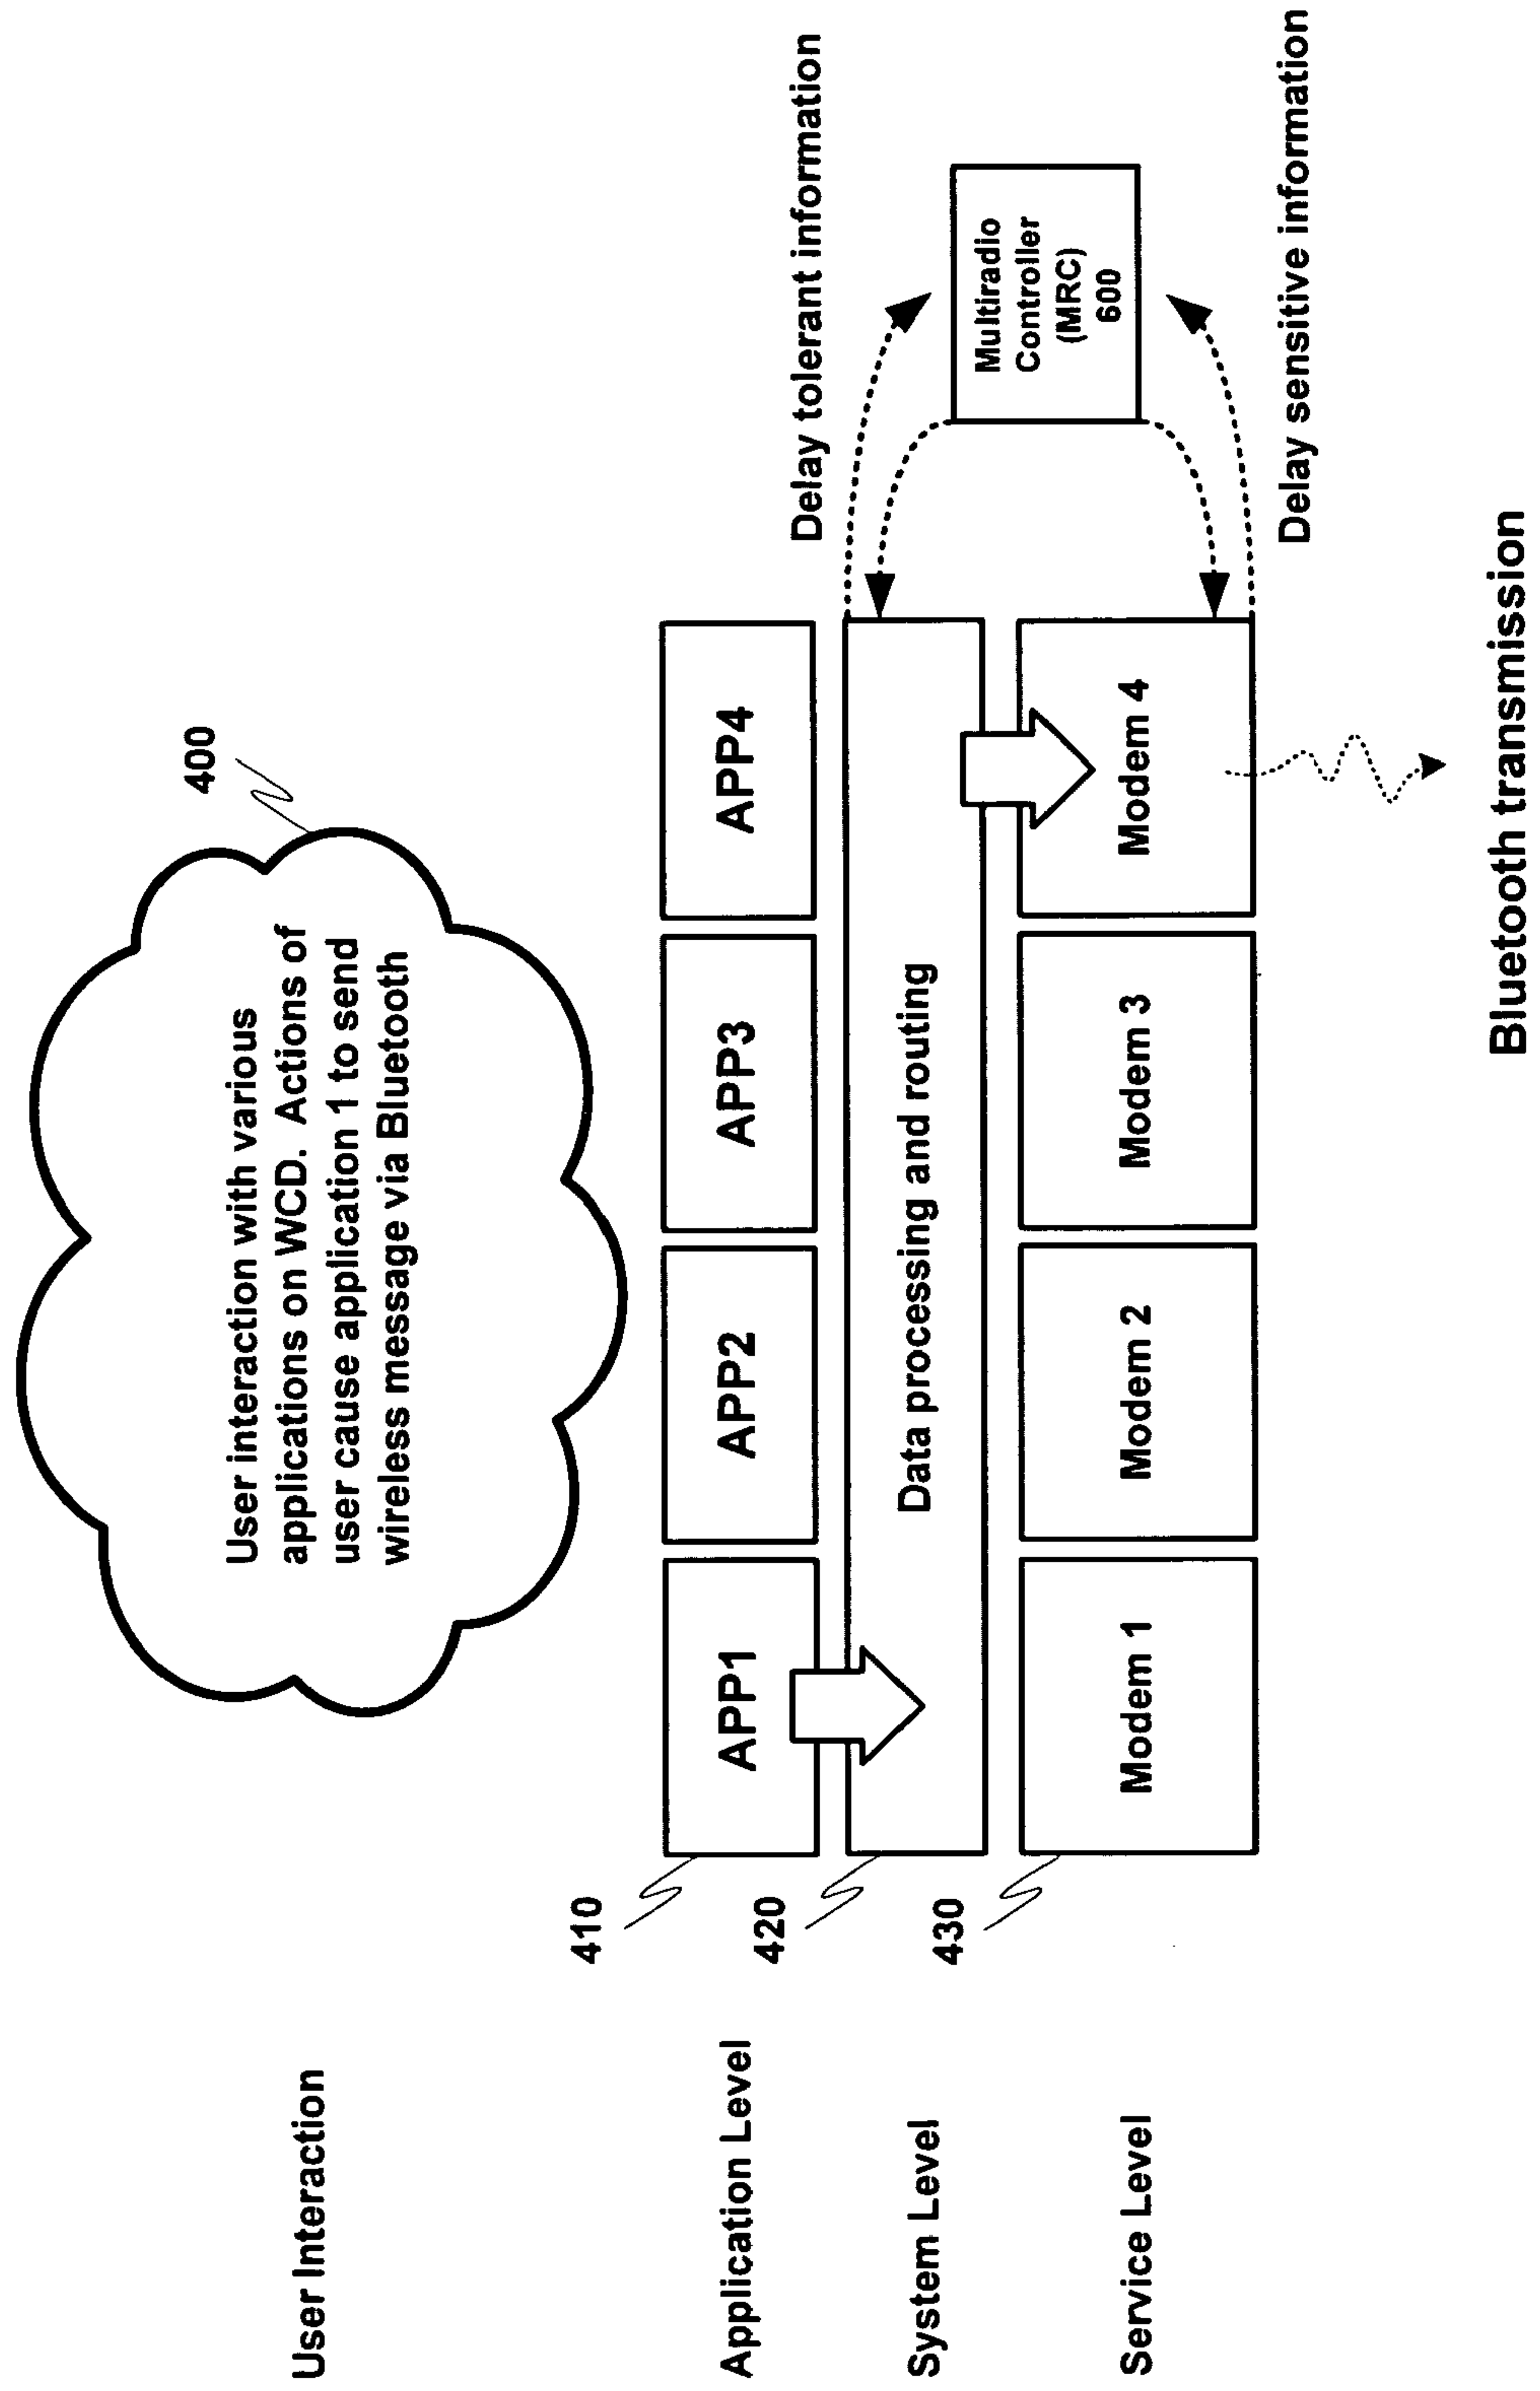 400
User interaction with various
applications on WCD. Actions of
user cause application 1 to send
wireless message via Bluetooth
User Interaction
410
APP1
APP2
APP3
APP4
Application Level
Delay tolerant information
420
Data processing and routing
System Level
Multiradio
Controller
(MRC)
600
430
Modem 1
Modem 2
Modem 3
Modem 4
Service Level
Delay sensitive information
Bluetooth transmission